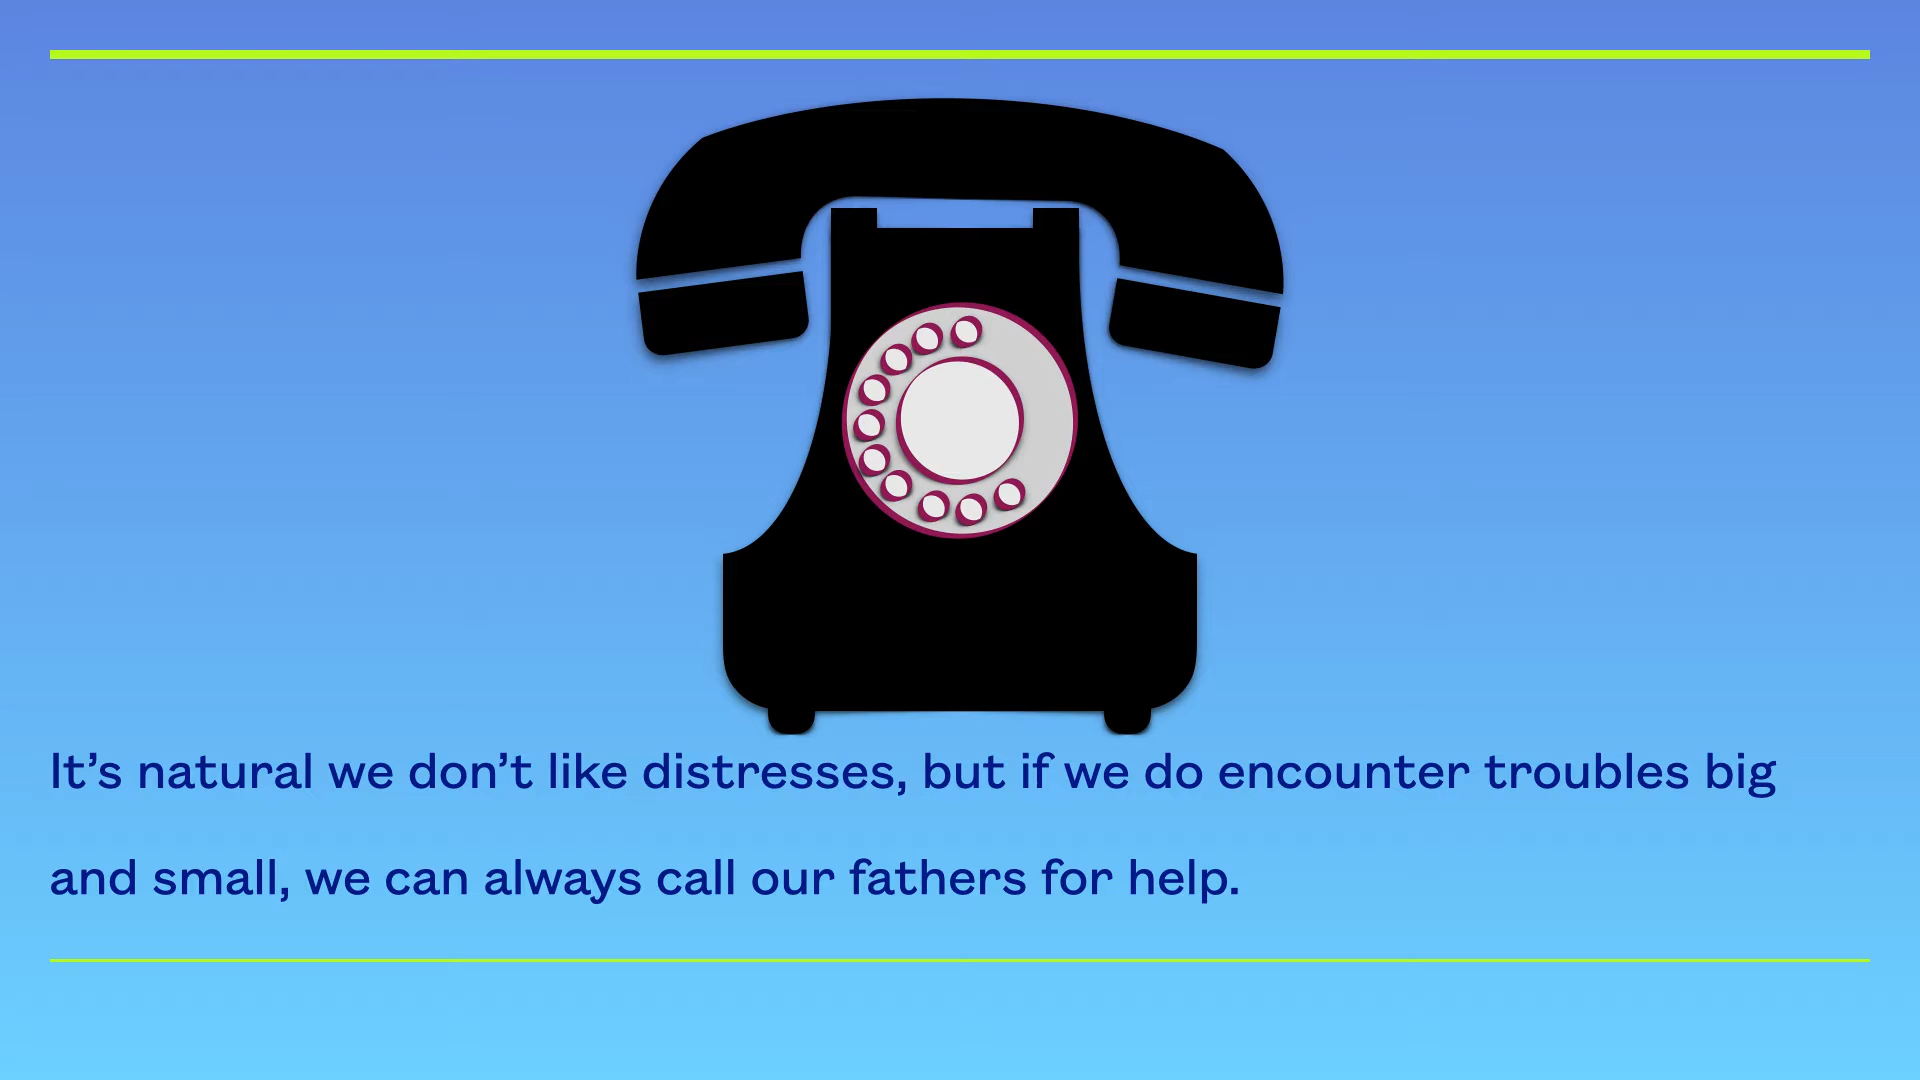 It’s natural we don’t like distresses, but if we do encounter troubles big
and small, we can always call our fathers for help.